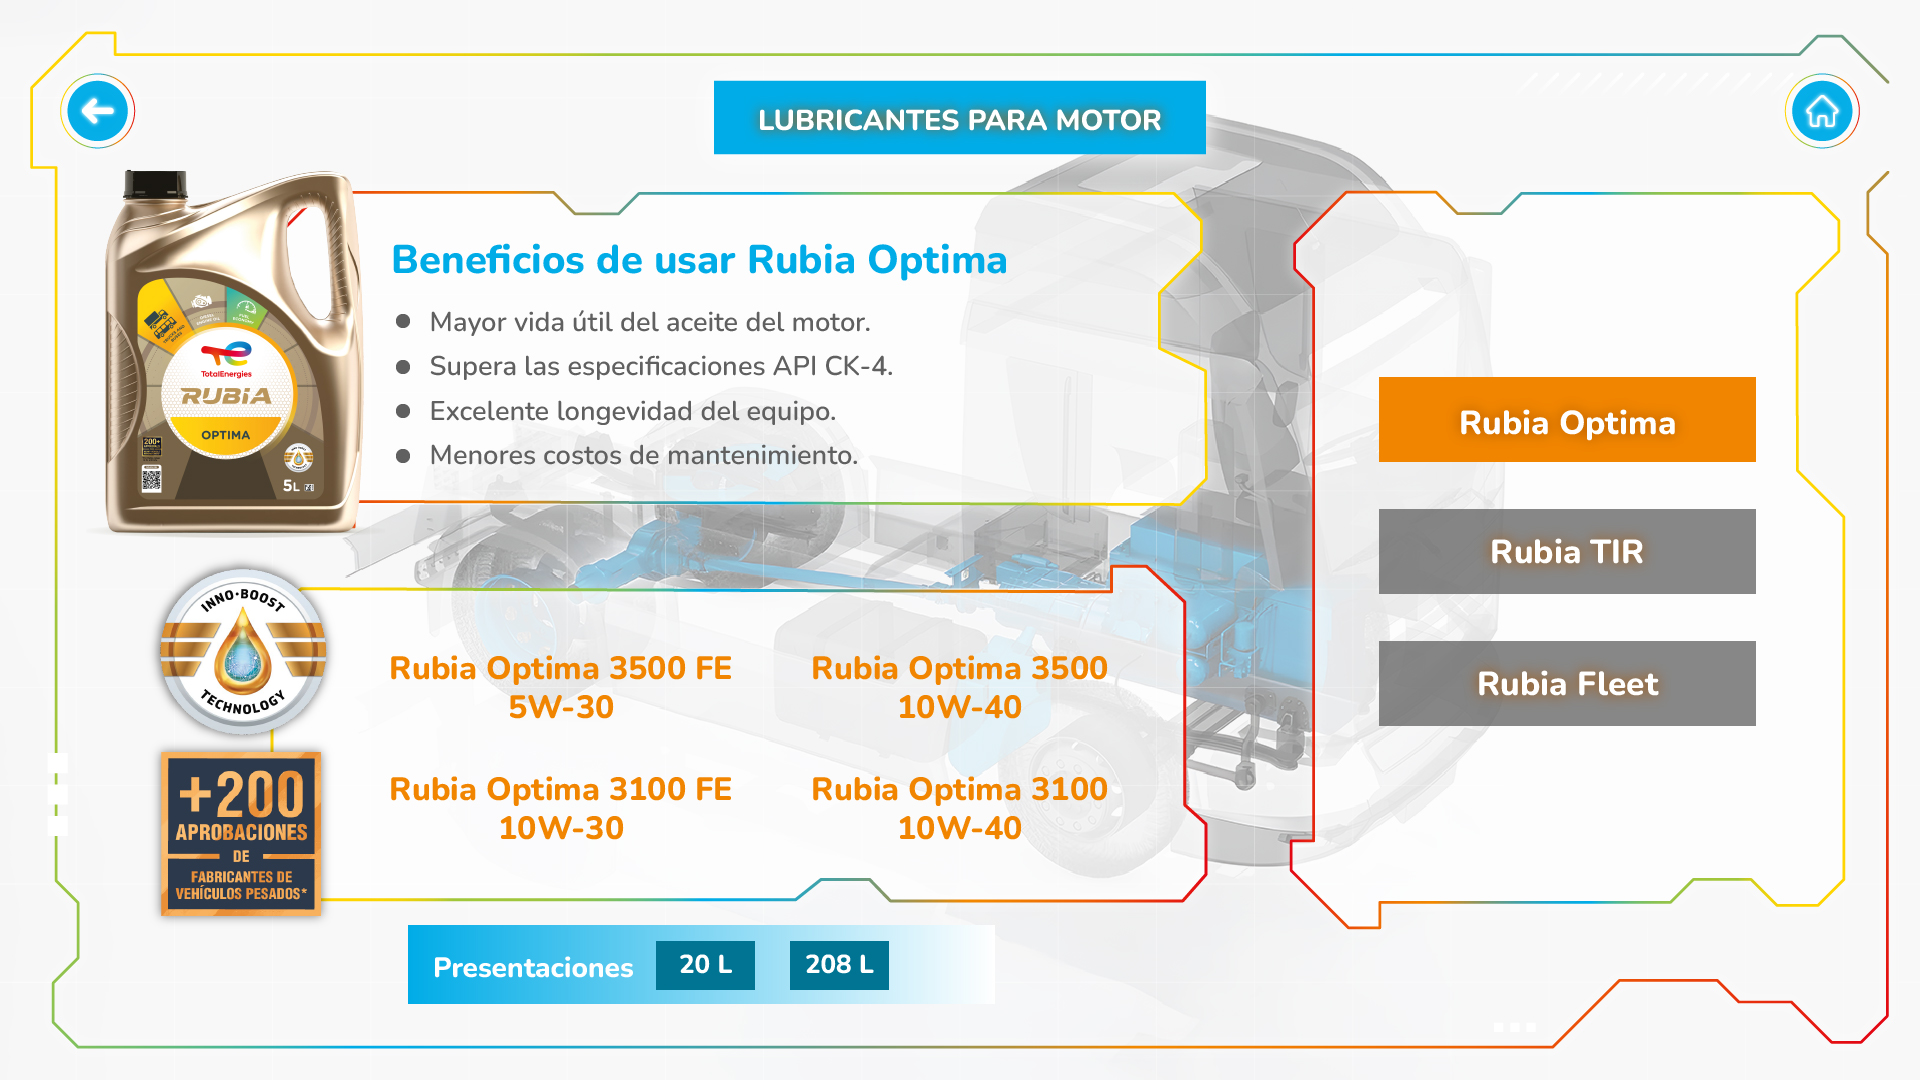 LUBRICANTES PARA MOTOR
Beneficios de usar Rubia Optima
Mayor vida útil del aceite del motor.
Supera las especificaciones API CK-4.
Excelente longevidad del equipo.
Menores costos de mantenimiento.
TotalEnergies
RUBiA
OPTIMA
200+
5L
INNO•BOOST
TECHNOLOGY
+200
APROBACIONES
DE
FABRICANTES DE
VEHÍCULOS PESADOS*
Rubia Optima 3500 FE
5W-30
Rubia Optima 3500
10W-40
Rubia Optima 3100 FE
10W-30
Rubia Optima 3100
10W-40
Presentaciones
20 L
208 L
Rubia Optima
Rubia TIR
Rubia Fleet